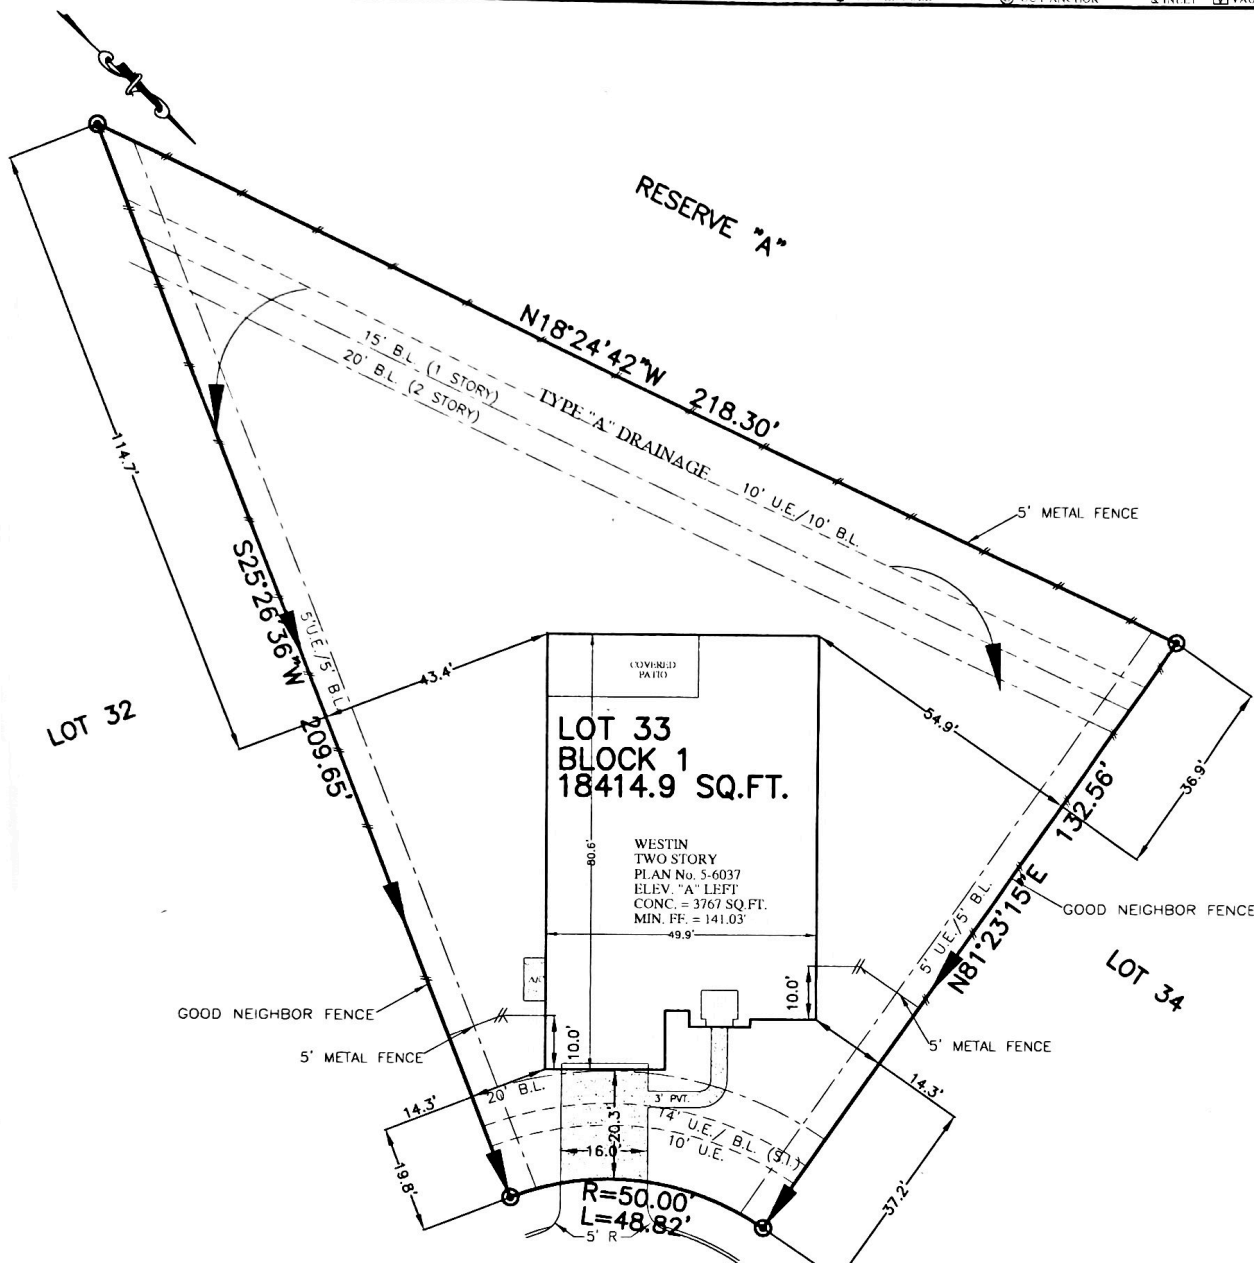 RESERVE "A"
N18°24'42"W 218.30'
15' B.L. (1 STORY)
20' B.L. (2 STORY)
TYPE "A" DRAINAGE
10' U.E./10' B.L.
5' METAL FENCE
114.7'
S25°26'36"W 209.65'
5'U.E./5' B.L.
43.4'
COVERED
PATIO
LOT 32
LOT 33
BLOCK 1
18414.9 SQ.FT.
54.9'
36.9'
132.56'
N81°23'15"E
80.6'
WESTIN
TWO STORY
PLAN No. 5-6037
ELEV. "A" LEFT
CONC. = 3767 SQ.FT.
MIN. FF. = 141.03'
49.9'
5' U.E./5' B.L.
GOOD NEIGHBOR FENCE
LOT 34
A/C
10.0'
GOOD NEIGHBOR FENCE
5' METAL FENCE
10.0'
5' METAL FENCE
14.3'
20' B.L.
14.3'
3' PVT.
14' U.E./ B.L. (S.I.)
10' U.E.
20.3'
16.0'
19.8'
37.2'
R=50.00'
L=48.82'
5' R